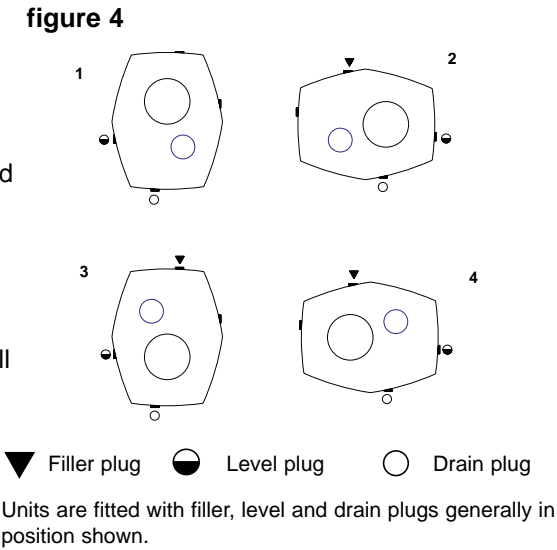 figure 4
1
2
d
3
4
ll
Filler plug Level plug Drain plug
Units are fitted with filler, level and drain plugs generally in
position shown.